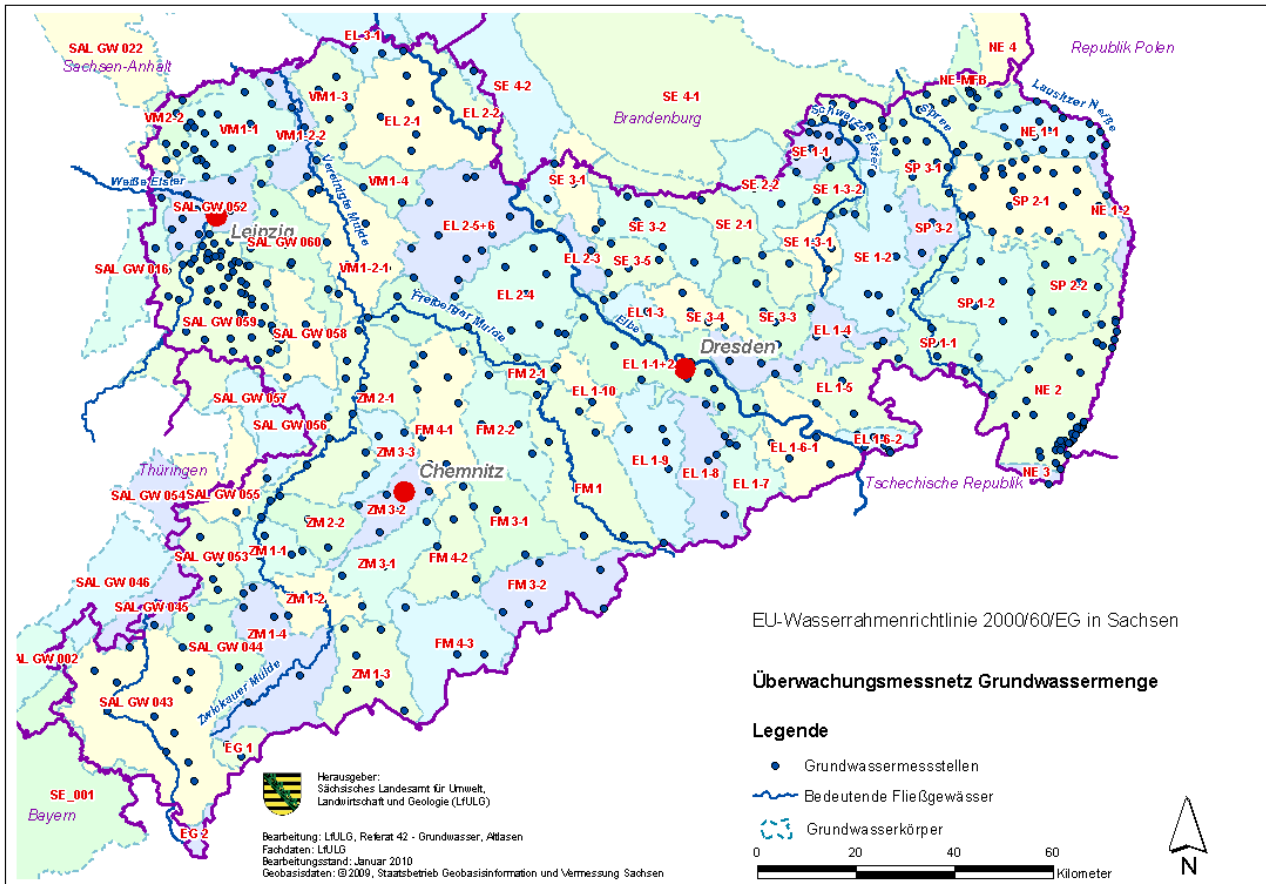 SAL GW 022
Sachsen-Anhalt
EL 3-1
NE 4
Republik Polen
SE 4-2
SE 4-1
Brandenburg
NE MFB
Lausitzer Neiße
VM 1-3
EL 2-1
EL 2-2
VM 2-2
VM 1-1
VM 1-2-2
Schwarze Elster
Spree
NE 1-1
SE 1-1
Vereinigte Mulde
Weiße Elster
VM 1-4
SE 3-1
SE 2-2
SE 1-3-2
SP 3-1
SP 2-1
NE 1-2
SAL GW 052
Leipzig
EL 2-5+6
SE 3-2
SE 2-1
SP 3-2
SAL GW 060
SE 1-3-1
SAL GW 016
VM 1-2-1
EL 2-3
SE 3-5
SE 1-2
EL 2-4
SP 2-2
Freiberger Mulde
EL 1-3
SE 3-4
SE 3-3
SP 1-2
SAL GW 059
SAL GW 058
Elbe
EL 1-4
Dresden
SP 1-1
EL 1-1+2
FM 2-1
SAL GW 057
ZM 2-1
EL 1-10
EL 1-5
NE 2
SAL GW 056
FM 4-1
FM 2-2
EL 1-6-1
EL 1-6-2
ZM 3-3
EL 1-9
EL 1-8
NE 3
Thüringen
Chemnitz
EL 1-7
Tschechische Republik
SAL GW 054
SAL GW 055
FM 1
ZM 3-2
ZM 2-2
FM 3-1
SAL GW 053
ZM 1-1
ZM 3-1
FM 4-2
SAL GW 046
FM 3-2
SAL GW 045
ZM 1-2
ZM 1-4
SAL GW 044
FM 4-3
AL GW 002
ZM 1-3
SAL GW 043
Zwickauer Mulde
EG 1
SE_001
Bayern
EG 2
EU-Wasserrahmenrichtlinie 2000/60/EG in Sachsen
Überwachungsmessnetz Grundwassermenge
Legende
Grundwassermessstellen
Bedeutende Fließgewässer
Grundwasserkörper
0 20 40 60
Kilometer
N
Herausgeber:
Sächsisches Landesamt für Umwelt,
Landwirtschaft und Geologie (LfULG)
Bearbeitung: LfULG, Referat 42 - Grundwasser, Altlasen
Fachdaten: LfULG
Bearbeitungsstand: Januar 2010
Geobasisdaten: @ 2009, Staatsbetrieb Geobasisinformation und Vermessung Sachsen